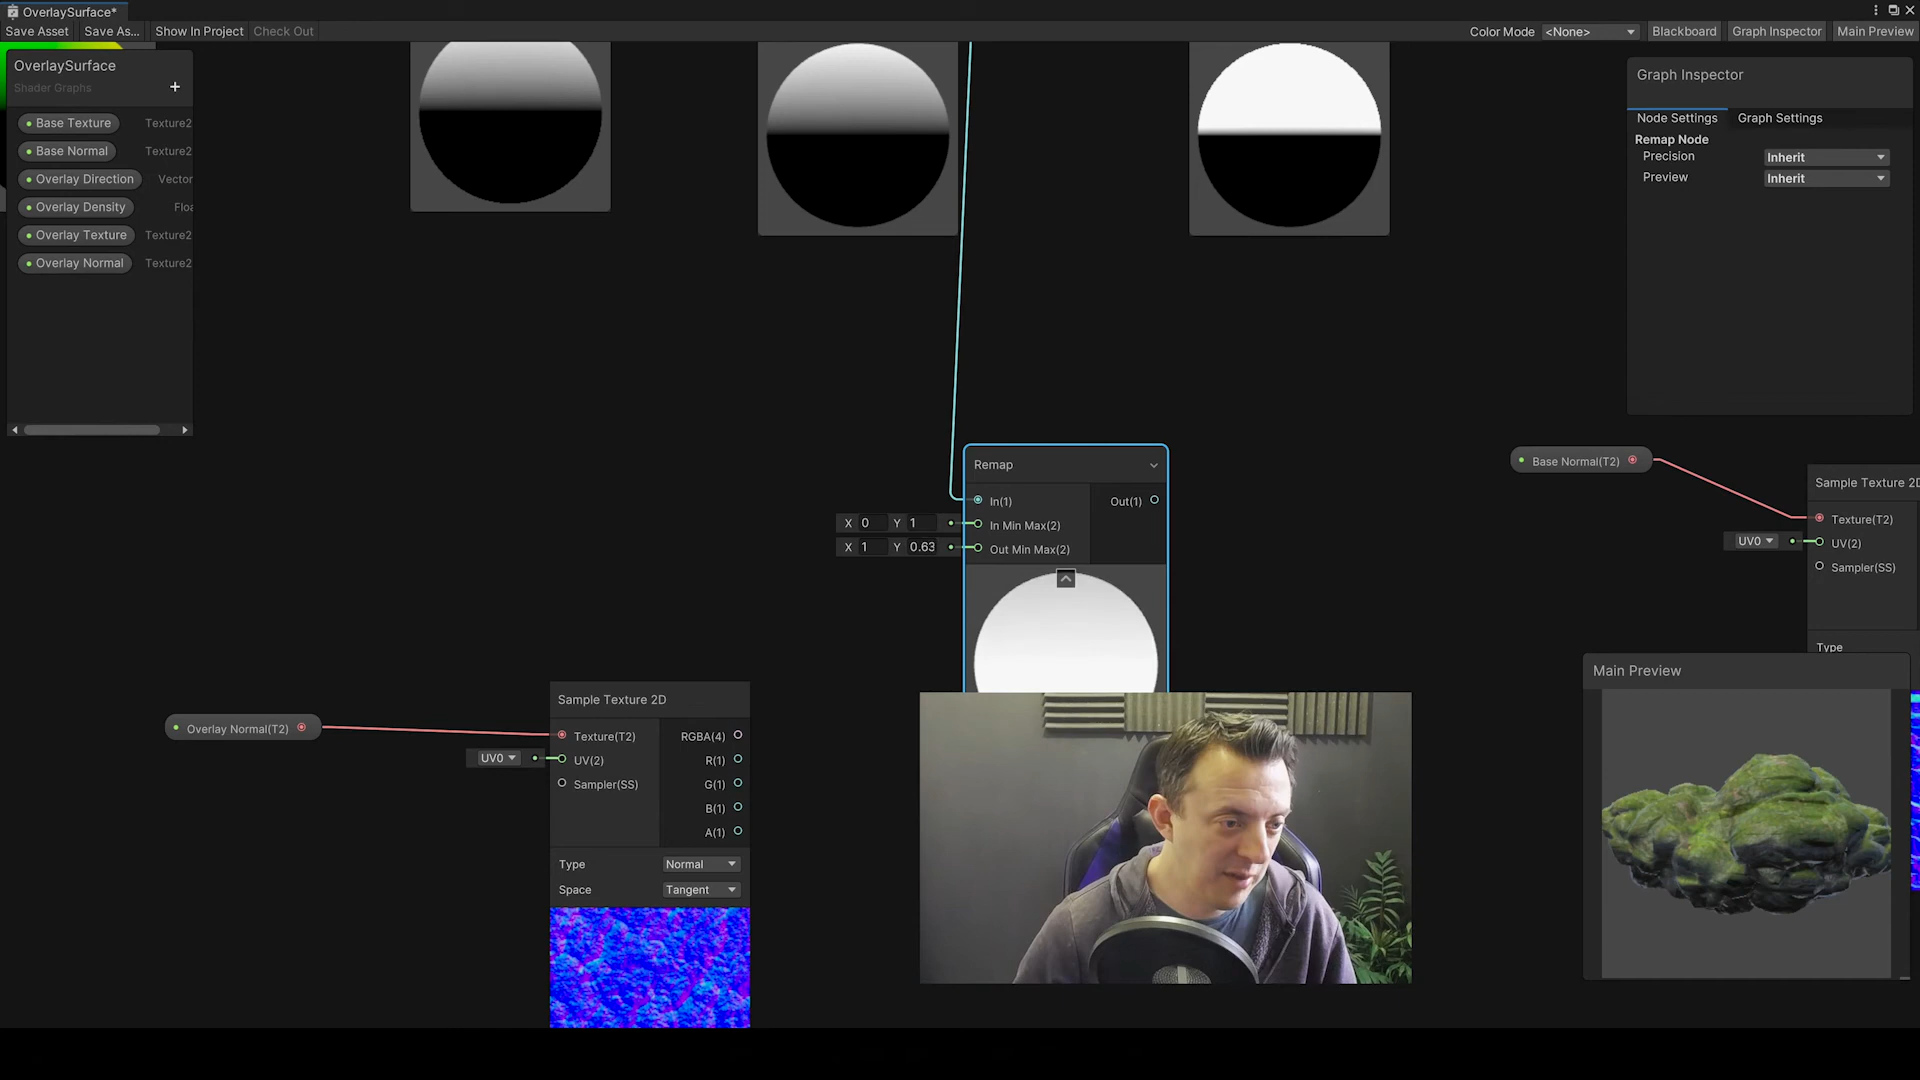 OverlaySurface*
Save Asset Save As... Show In Project Check Out Color Mode <None> Blackboard Graph Inspector Main Preview
OverlaySurface
Shader Graphs
+
Base Texture Texture2
Base Normal Texture2
Overlay Direction Vector
Overlay Density Floa
Overlay Texture Texture2
Overlay Normal Texture2
Graph Inspector
Node Settings Graph Settings
Remap Node
Precision Inherit
Preview Inherit
Remap
In(1) Out(1)
X 0 Y 1 In Min Max(2)
X 1 Y 0.63 Out Min Max(2)
Base Normal(T2)
Sample Texture 2D
Texture(T2)
UV0 UV(2)
Sampler(SS)
Type
Overlay Normal(T2)
Sample Texture 2D
Texture(T2) RGBA(4)
UV0 UV(2) R(1)
Sampler(SS) G(1)
B(1)
A(1)
Type Normal
Space Tangent
Main Preview